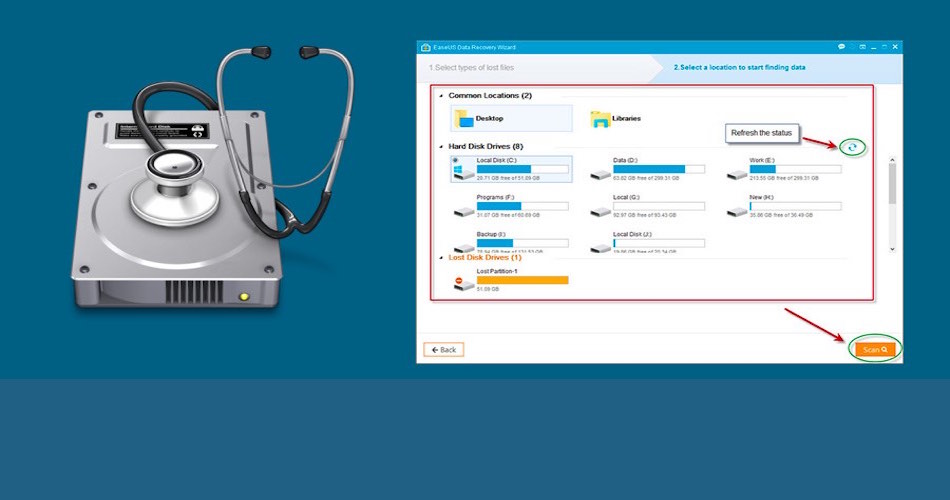 EaseUS Data Recovery Wizard
1.Select types of lost files
2.Select a location to start finding data
Common Locations (2)
Desktop
Libraries
Refresh the status
Hard Disk Drives (8)
Local Disk (C:)
Data (D:)
Work (E:)
20.71 GB free of 51.09 GB
63.02 GB free of 299.31 GB
213.55 GB free of 299.31 GB
Programs (F:)
Local (G:)
New (H:)
31.07 GB free of 60.69 GB
92.97 GB free of 93.43 GB
35.86 GB free of 36.49 GB
Backup (I:)
Local Disk (J:)
Lost Disk Drives (1)
Lost Partition-1
51.09 GB
Back
Scan